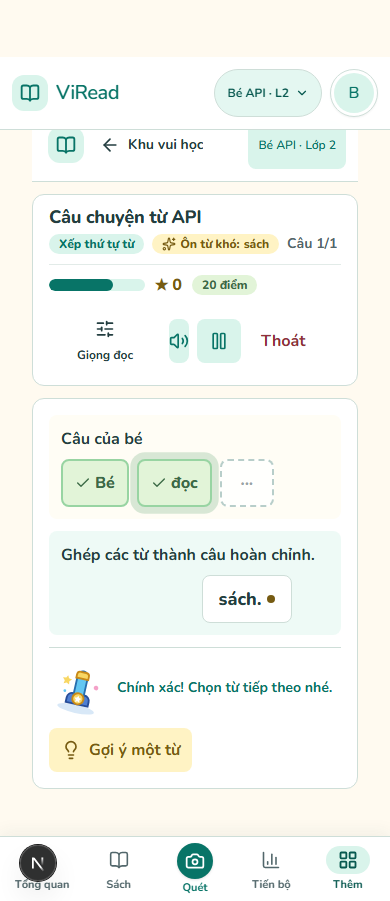 ViRead
Bé API · L2
B
Khu vui học
Bé API · Lớp 2
Câu chuyện từ API
Xếp thứ tự từ
Ôn từ khó: sách
Câu 1/1
★ 0
20 điểm
Giọng đọc
Thoát
Câu của bé
Bé
đọc
...
Ghép các từ thành câu hoàn chỉnh.
sách.
Chính xác! Chọn từ tiếp theo nhé.
Gợi ý một từ
N
Tổng quan
Sách
Quét
Tiến bộ
Thêm